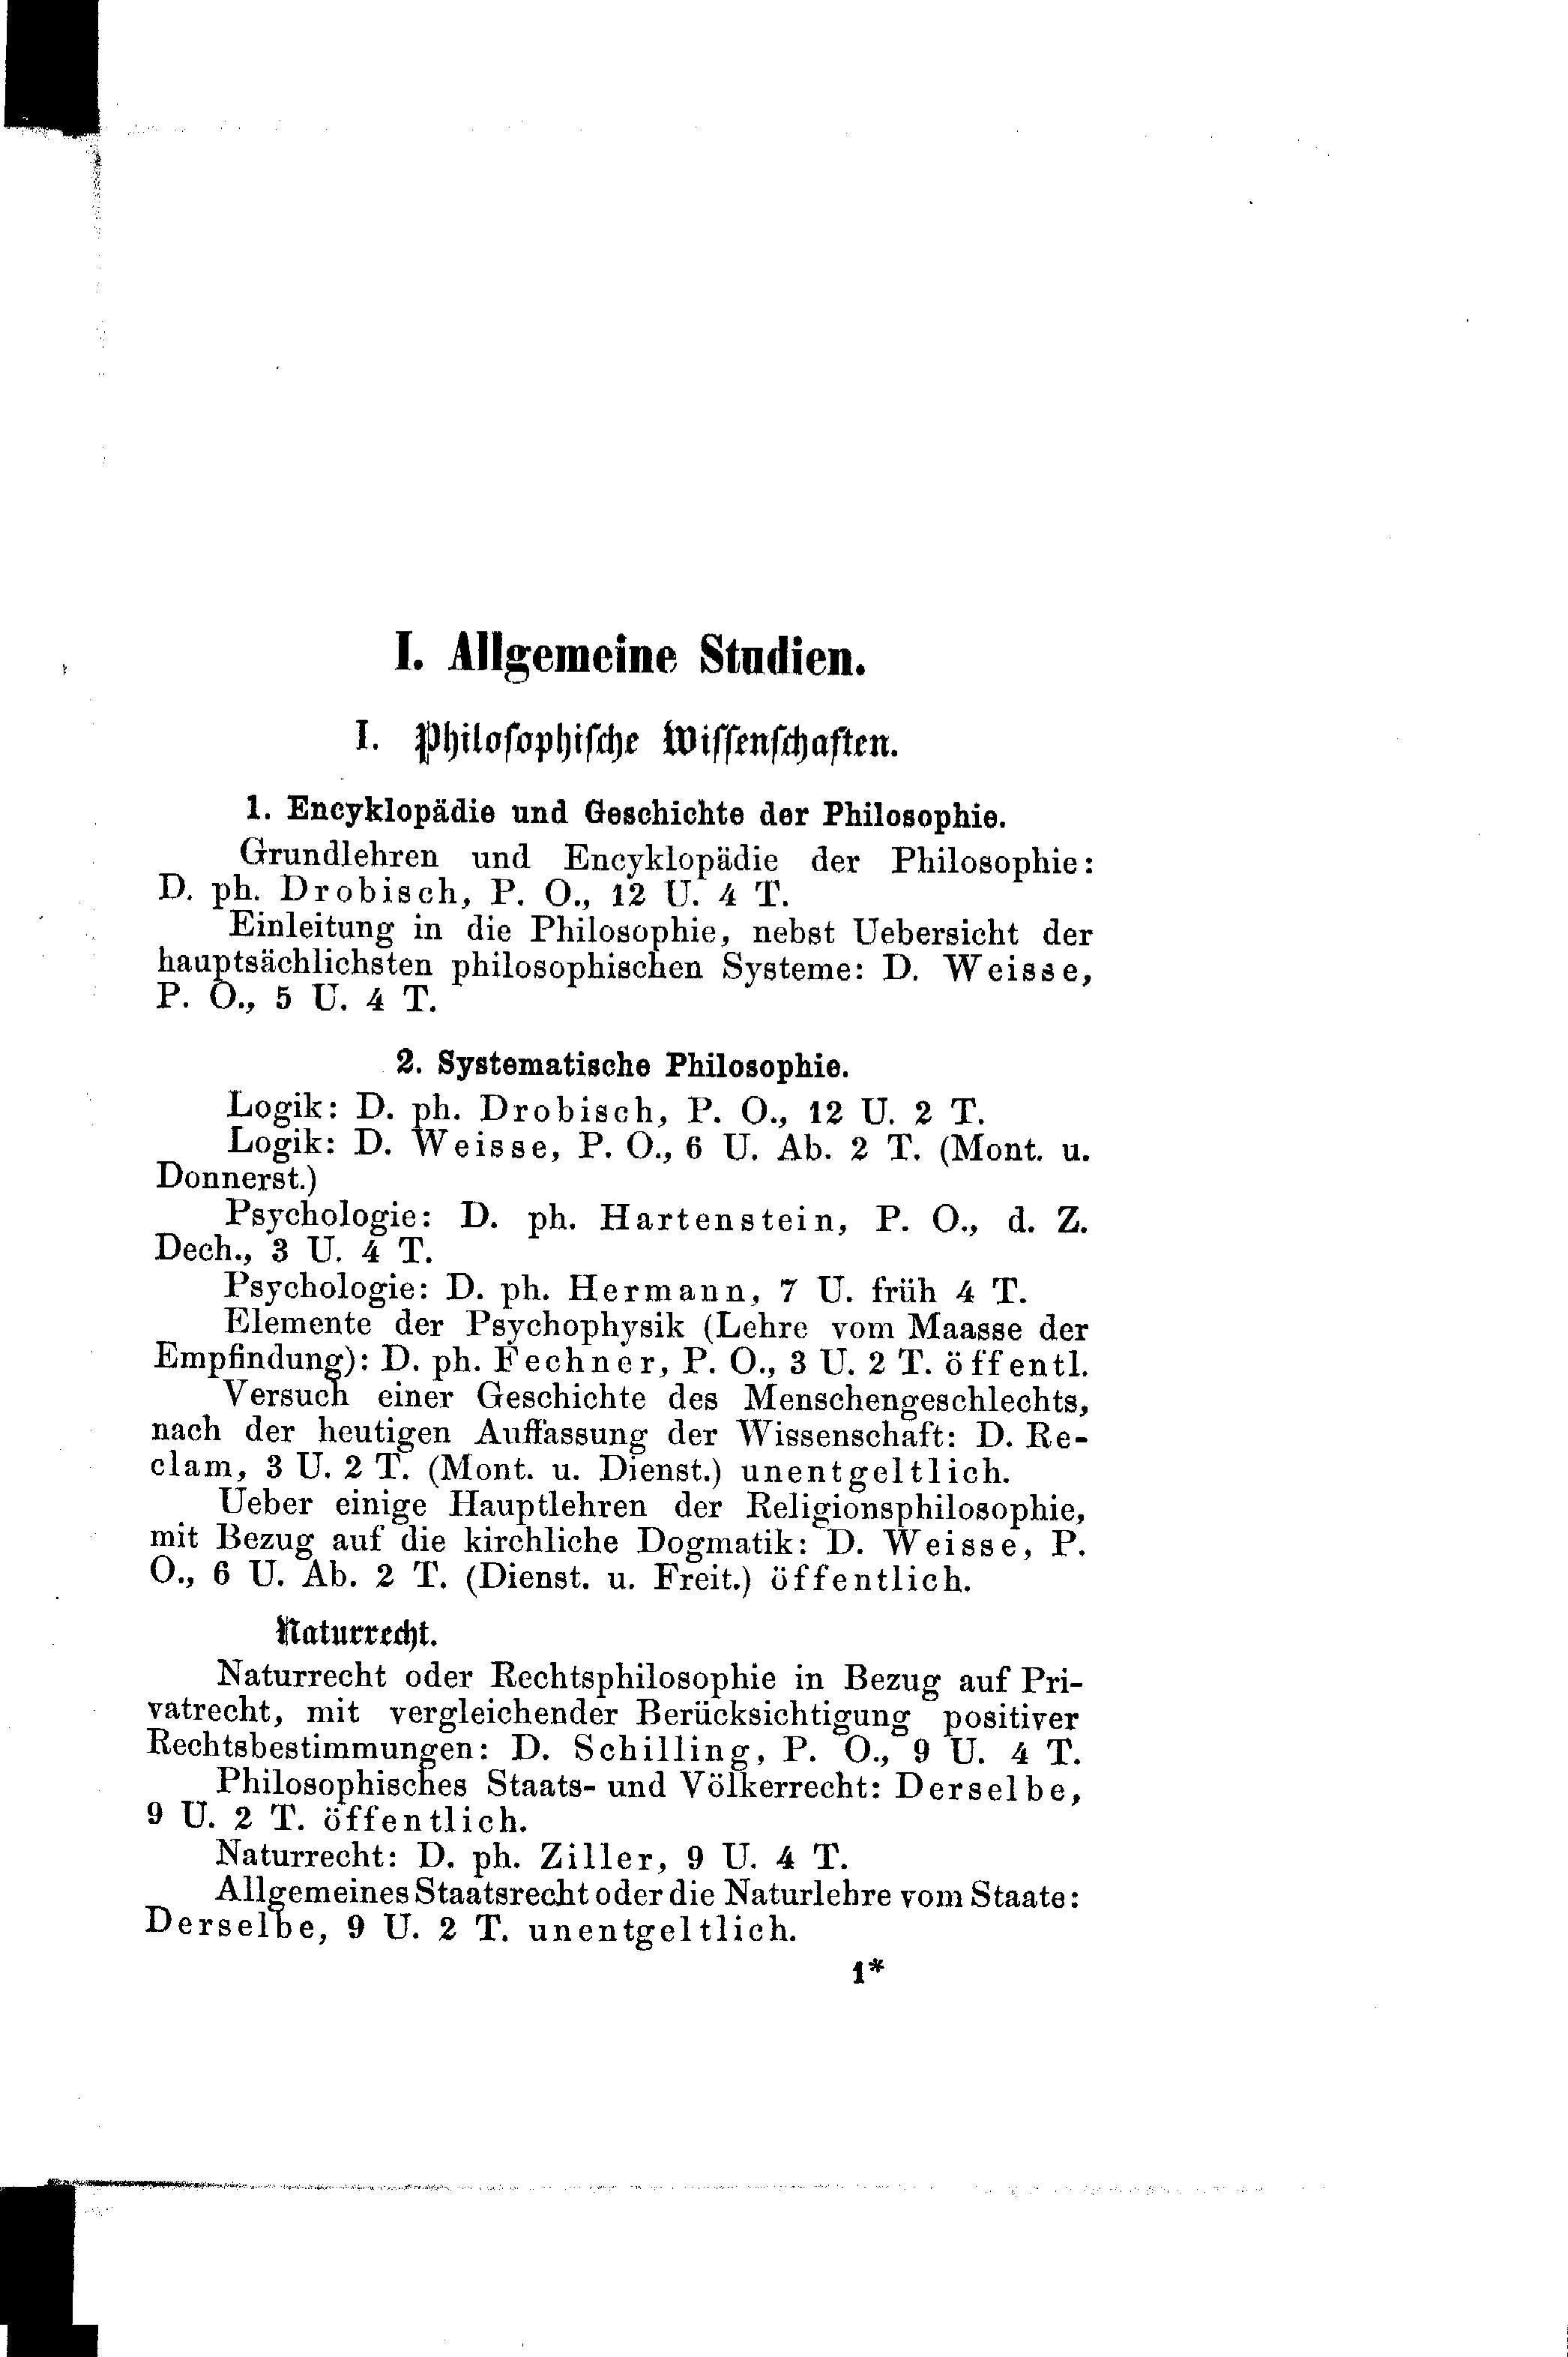 I. Allgemeine Studien.
I. Philosophische Wissenschaften.
1. Encyklopädie und Geschichte der Philosophie.
Grundlehren und Encyklopädie der Philosophie:
D. ph. Drobisch, P. O., 12 U. 4 T.
Einleitung in die Philosophie, nebst Uebersicht der
hauptsächlichsten philosophischen Systeme: D. Weisse,
P. O., 5 U. 4 T.
2. Systematische Philosophie.
Logik: D. ph. Drobisch, P. O., 12 U. 2 T.
Logik: D. Weisse, P. O., 6 U. Ab. 2 T. (Mont. u.
Donnerst.)
Psychologie: D. ph. Hartenstein, P. O., d. Z.
Dech., 3 U. 4 T.
Psychologie: D. ph. Hermann, 7 U. früh 4 T.
Elemente der Psychophysik (Lehre vom Maasse der
Empfindung): D. ph. Fechner, P. O., 3 U. 2 T. öffentl.
Versuch einer Geschichte des Menschengeschlechts,
nach der heutigen Auffassung der Wissenschaft: D. Re-
clam, 3 U. 2 T. (Mont. u. Dienst.) unentgeltlich.
Ueber einige Hauptlehren der Religionsphilosophie,
mit Bezug auf die kirchliche Dogmatik: D. Weisse, P.
O., 6 U. Ab. 2 T. (Dienst. u. Freit.) öffentlich.
Naturrecht.
Naturrecht oder Rechtsphilosophie in Bezug auf Pri-
vatrecht, mit vergleichender Berücksichtigung positiver
Rechtsbestimmungen: D. Schilling, P. O., 9 U. 4 T.
Philosophisches Staats- und Völkerrecht: Derselbe,
9 U. 2 T. öffentlich.
Naturrecht: D. ph. Ziller, 9 U. 4 T.
Allgemeines Staatsrecht oder die Naturlehre vom Staate:
Derselbe, 9 U. 2 T. unentgeltlich.
1*